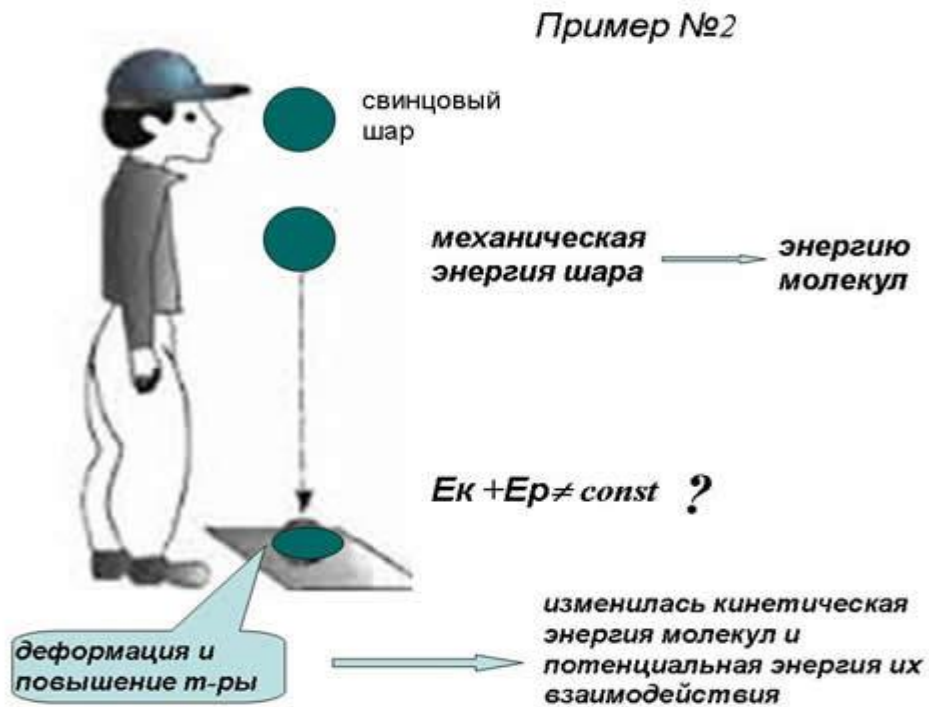 Пример №2
свинцовый
шар
механическая
энергия шара
энергию
молекул
Ек +Ер≠ const ?
деформация и
повышение т-ры
изменилась кинетическая
энергия молекул и
потенциальная энергия их
взаимодействия